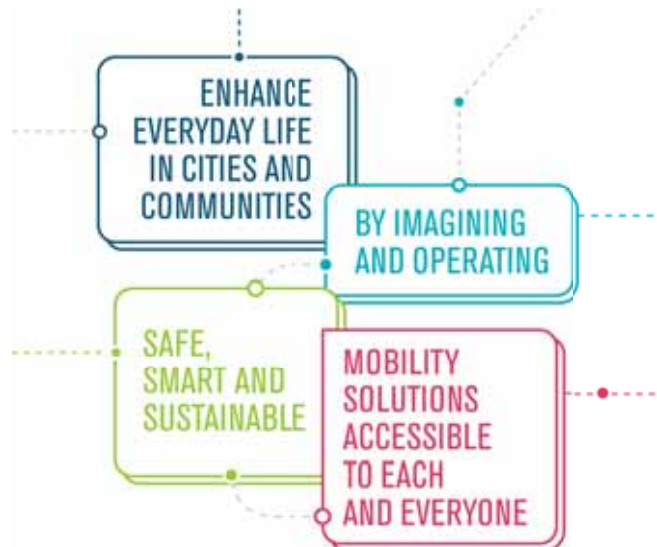 ENHANCE
EVERYDAY LIFE
IN CITIES AND
COMMUNITIES
BY IMAGINING
AND OPERATING
SAFE,
SMART AND
SUSTAINABLE
MOBILITY
SOLUTIONS
ACCESSIBLE
TO EACH
AND EVERYONE